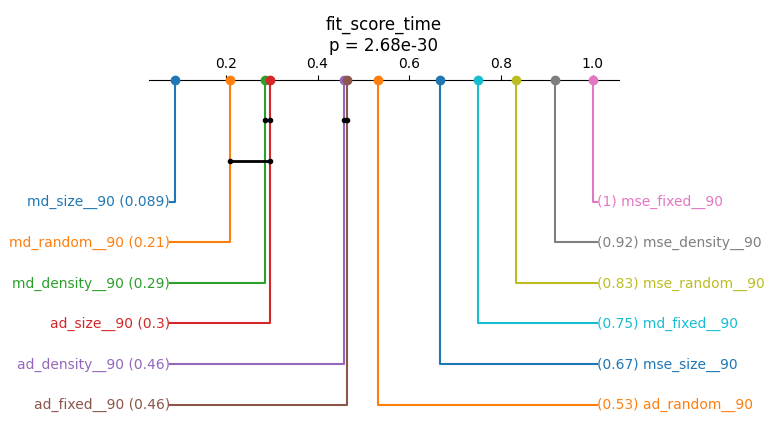 fit_score_time
p = 2.68e-30
0.2 0.4 0.6 0.8 1.0
md_size__90 (0.089)
(1) mse_fixed__90
md_random__90 (0.21)
(0.92) mse_density__90
md_density__90 (0.29)
(0.83) mse_random__90
ad_size__90 (0.3)
(0.75) md_fixed__90
ad_density__90 (0.46)
(0.67) mse_size__90
ad_fixed__90 (0.46)
(0.53) ad_random__90